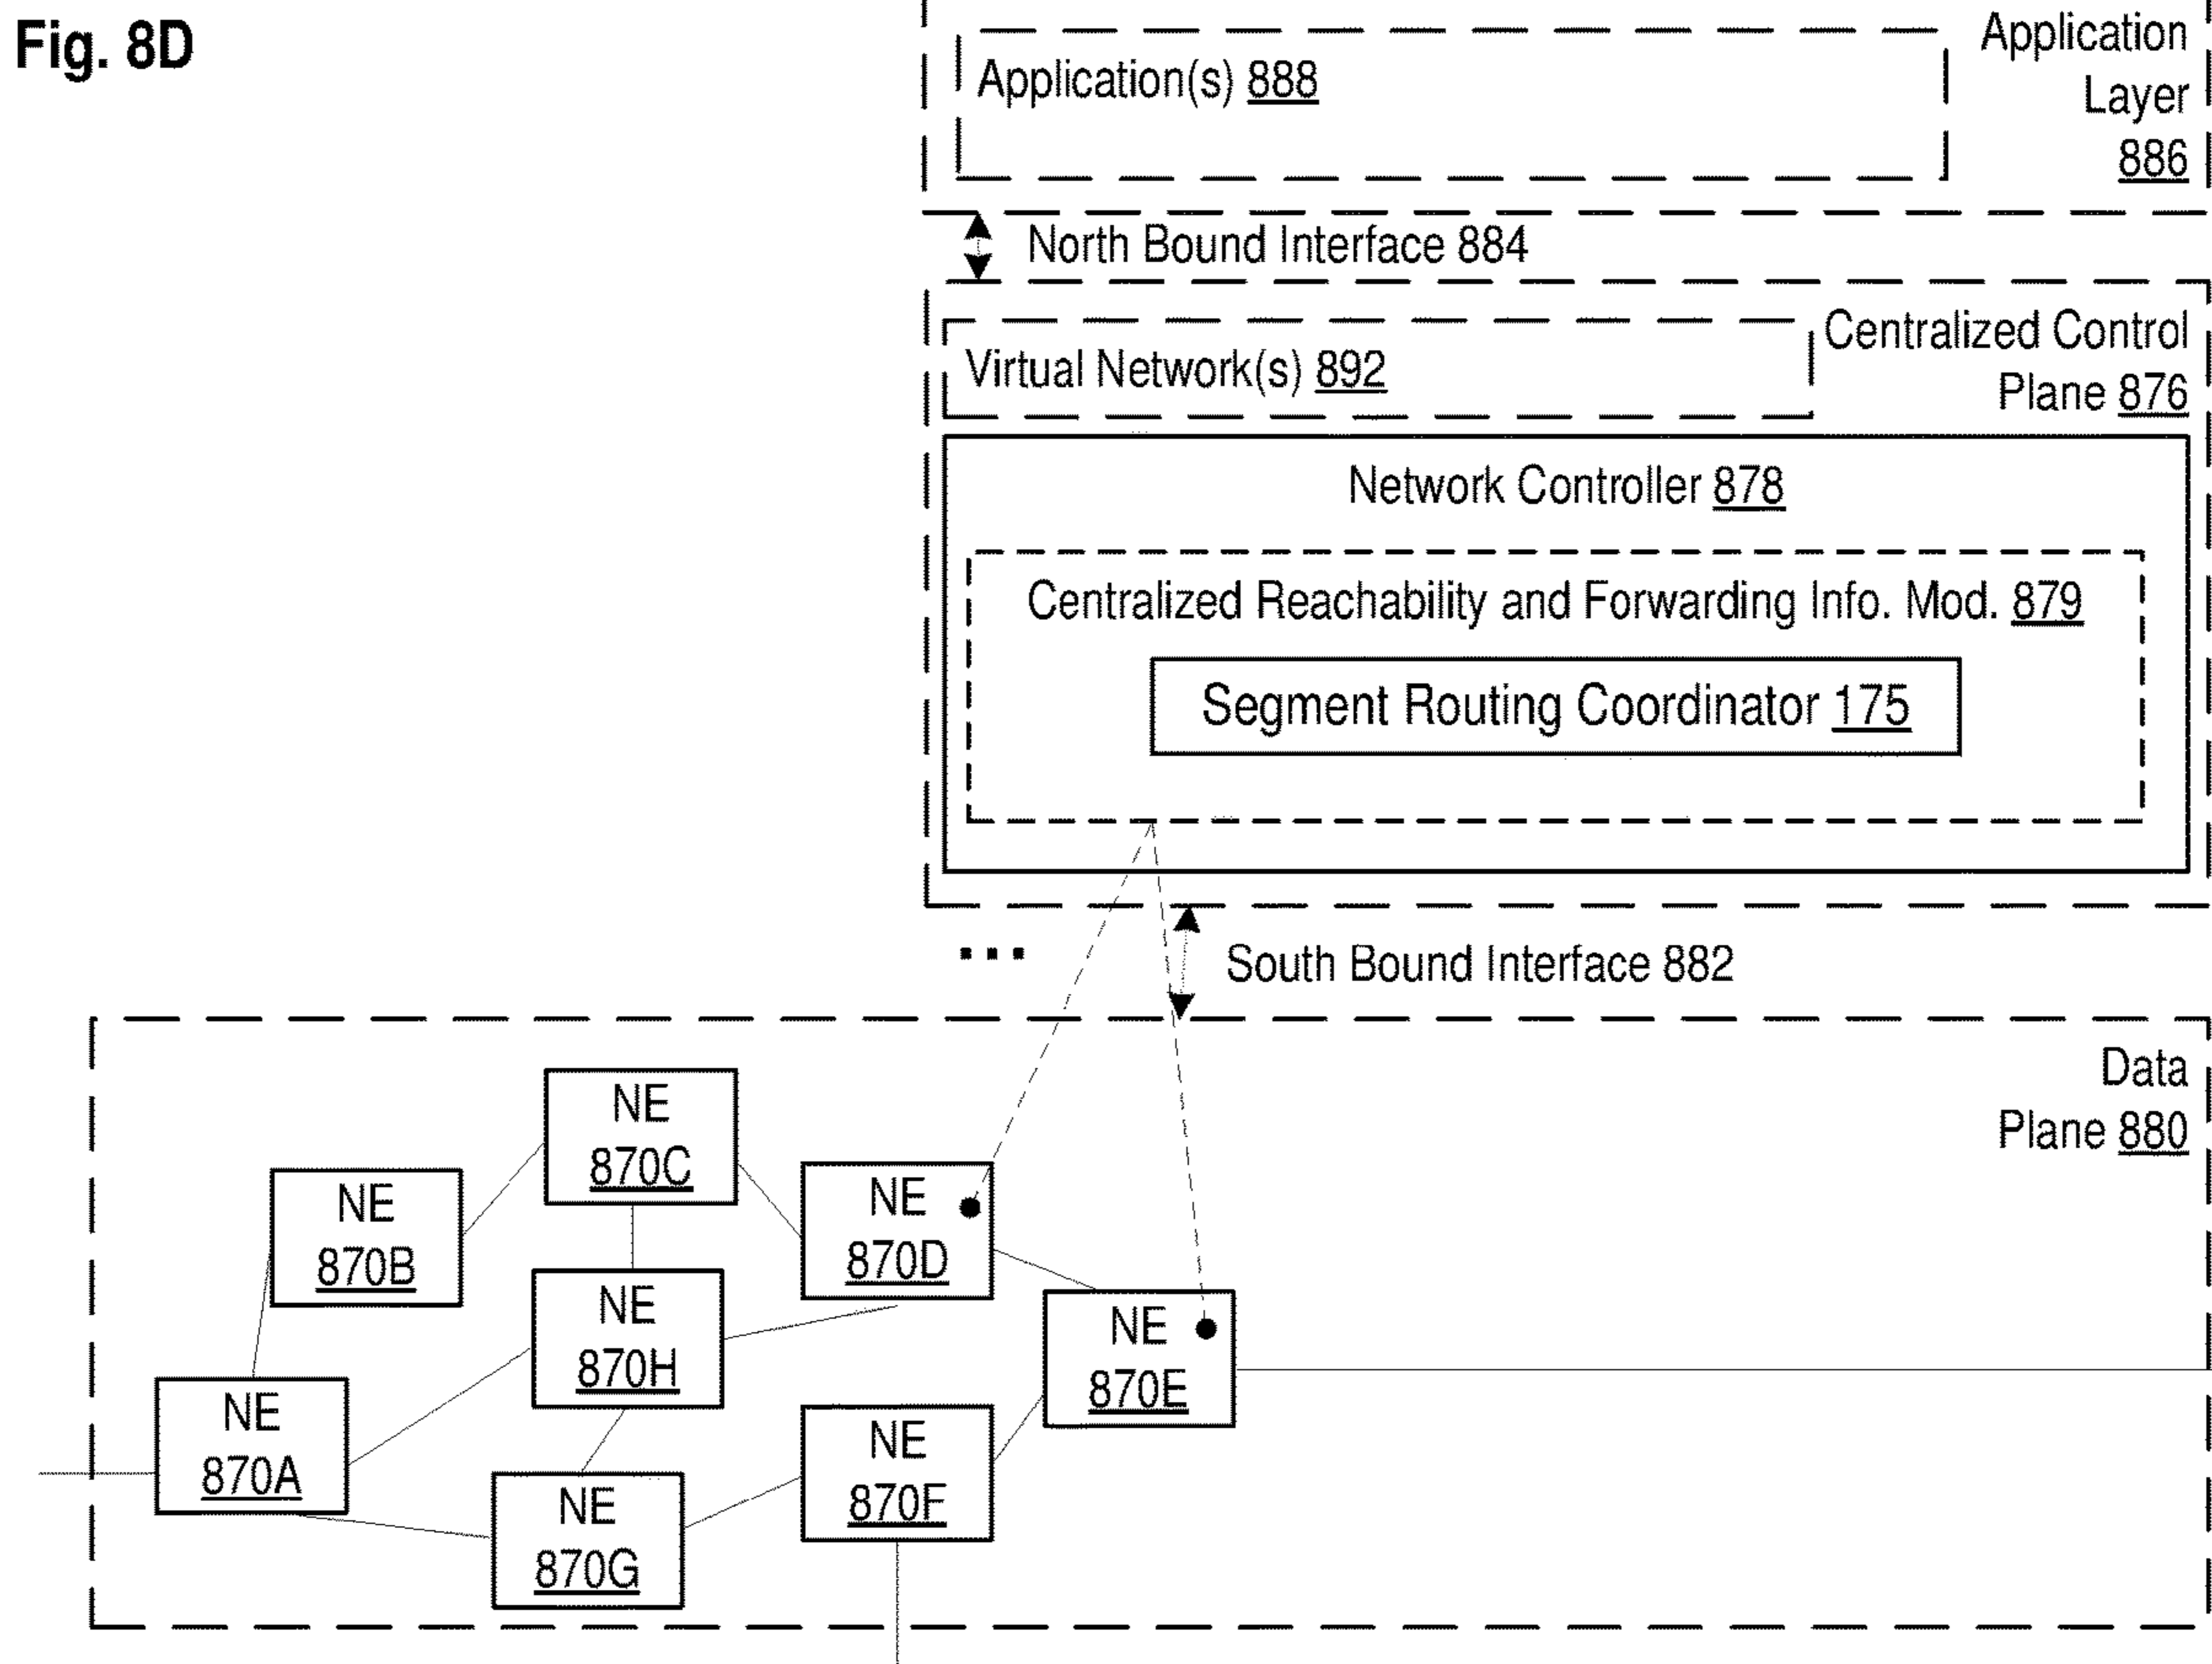 Fig. 8D
Application
Layer
886
Application(s) 888
North Bound Interface 884
Centralized Control
Plane 876
Virtual Network(s) 892
Network Controller 878
Centralized Reachability and Forwarding Info. Mod. 879
Segment Routing Coordinator 175
...
South Bound Interface 882
Data
Plane 880
NE
870C
NE
870B
NE
870D
NE
870H
NE
870E
NE
870A
NE
870F
NE
870G